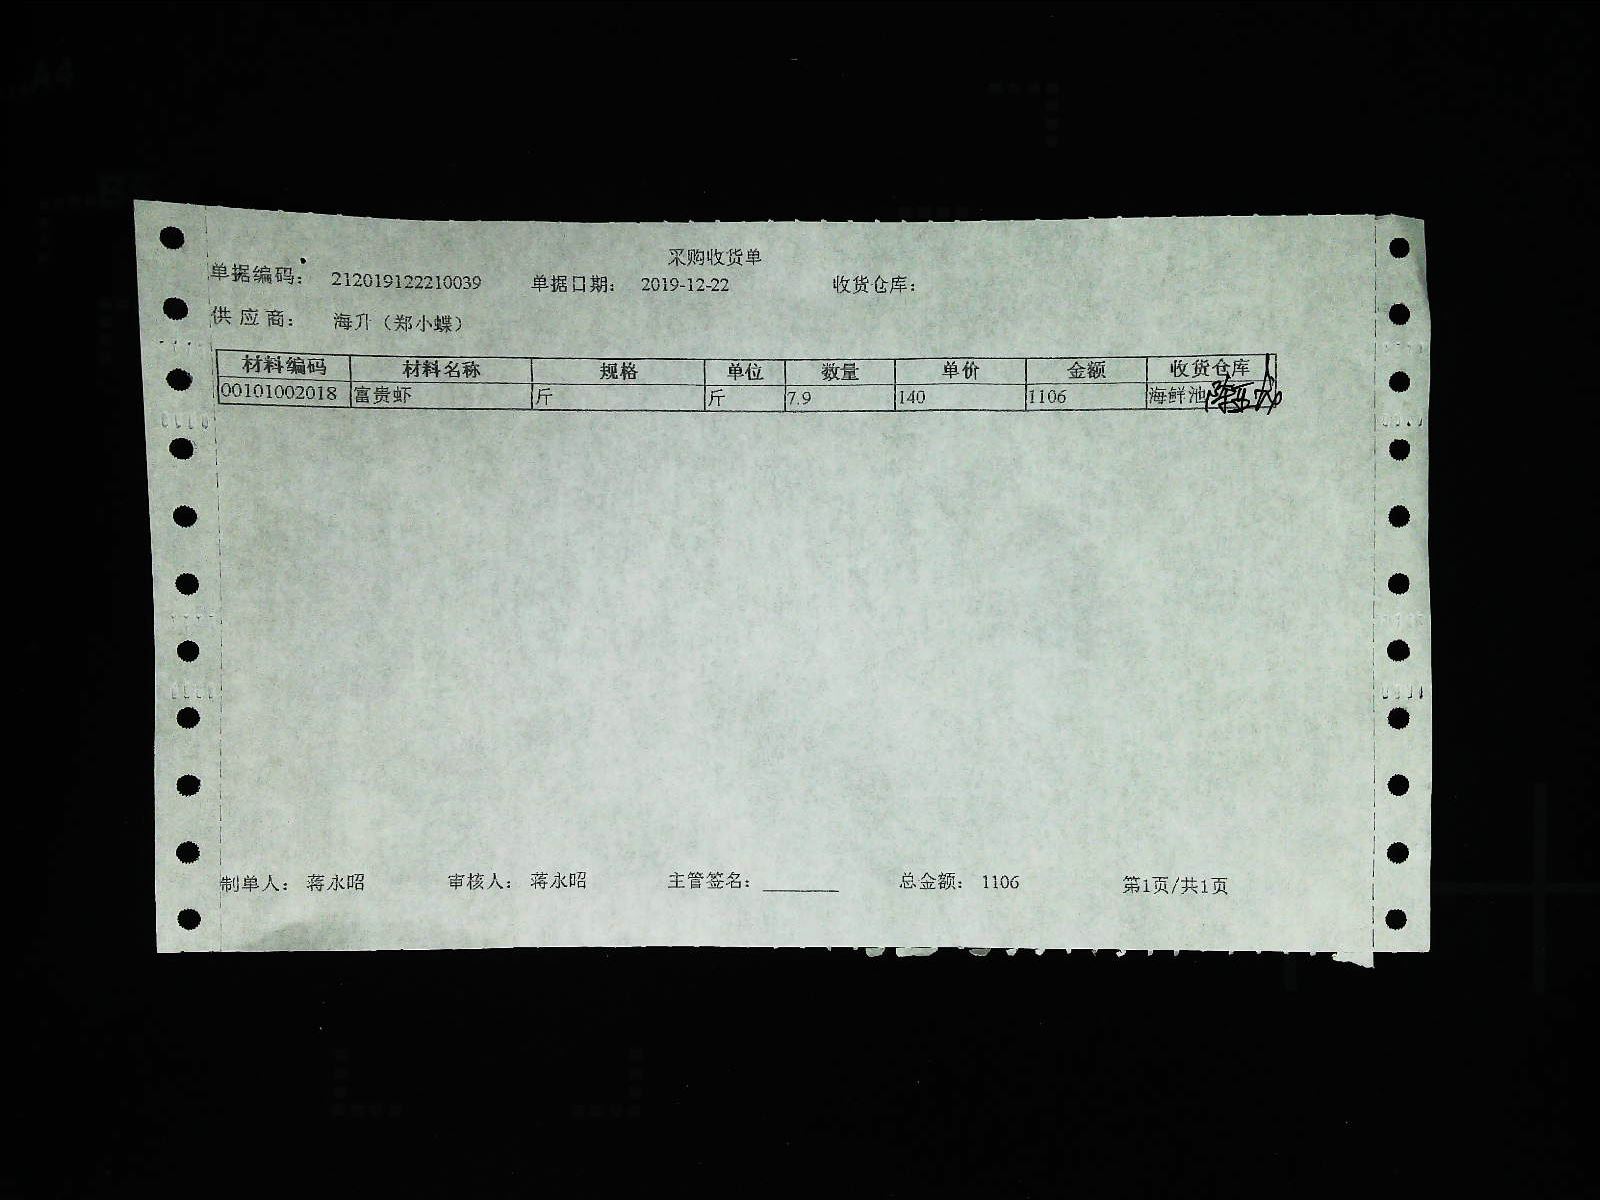 采购收货单
单据编码： 212019122210039 单据日期： 2019-12-22 收货仓库：
供应商： 海升（郑小蝶）
材料编码 材料名称 规格 单位 数量 单价 金额 收货仓库
00101002018 富贵虾 斤 斤 7.9 140 1106 海鲜池
制单人： 蒋永昭 审核人： 蒋永昭 主管签名： 总金额： 1106 第1页/共1页